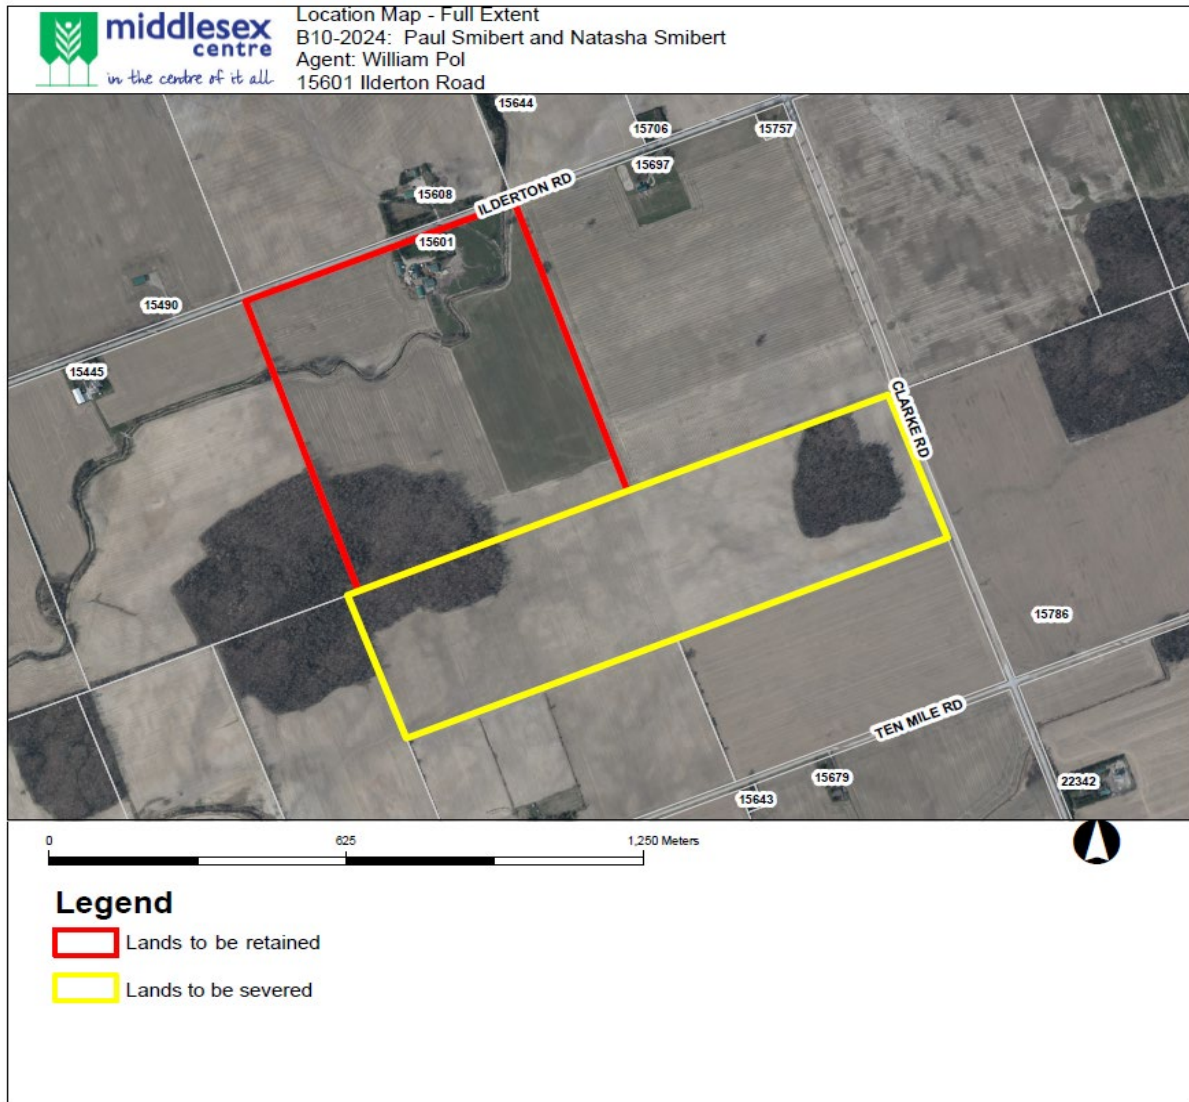 middlesex
centre
in the centre of it all
Location Map - Full Extent
B10-2024: Paul Smibert and Natasha Smibert
Agent: William Pol
15601 Ilderton Road
15644
15706
15757
15697
15608
ILDERTON RD
15601
15490
15445
CLARKE RD
15786
TEN MILE RD
15679
22342
15643
0
625
1,250 Meters
Legend
Lands to be retained
Lands to be severed